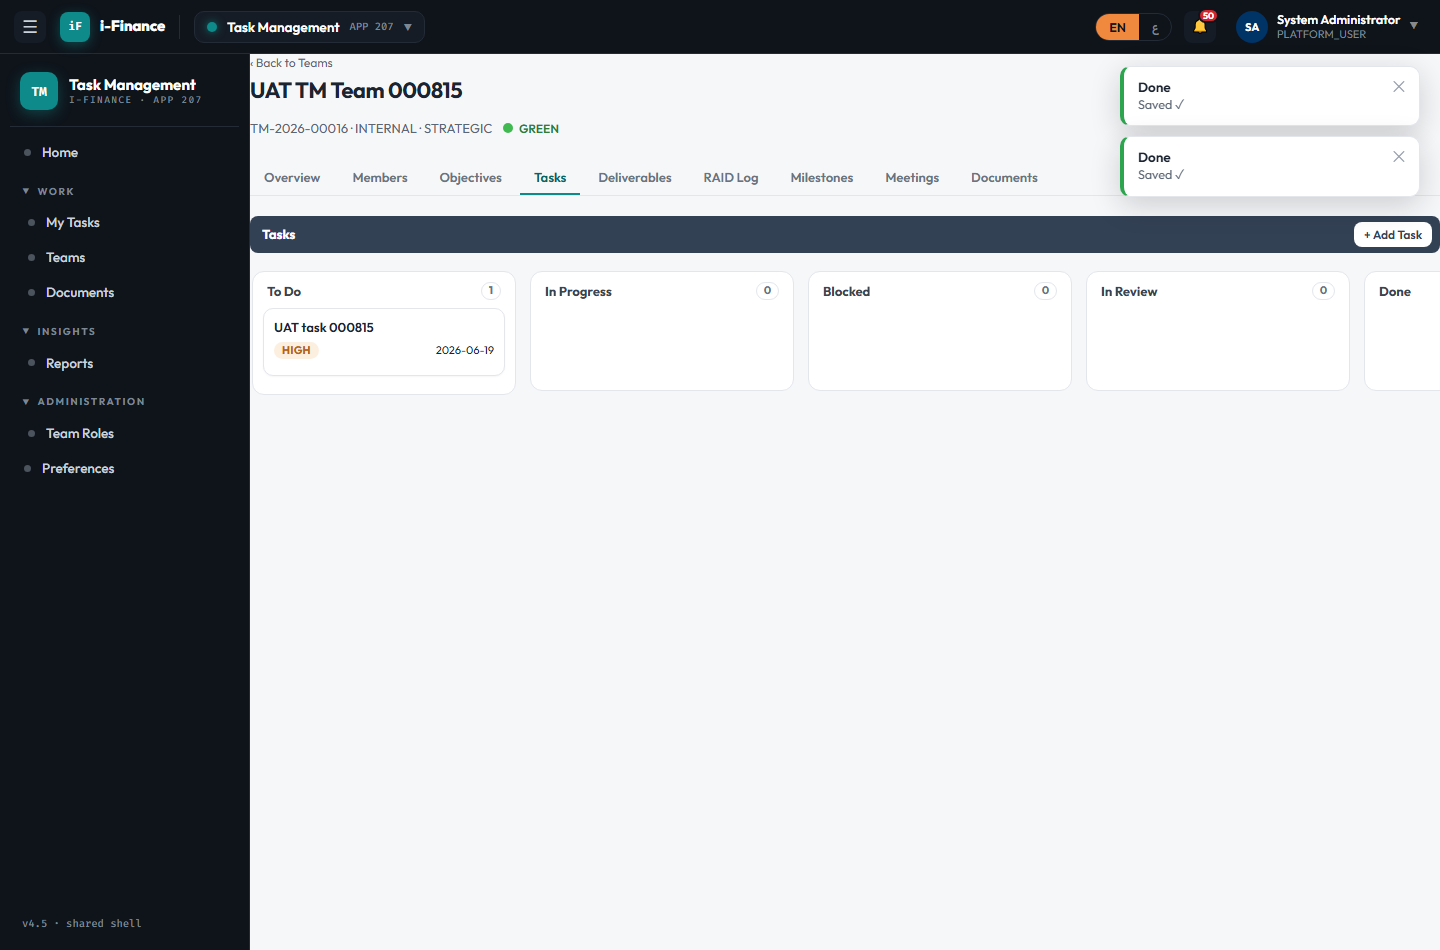 ☰ iF i-Finance Task Management APP 207 ▼ EN ع 50 SA System Administrator ▼
PLATFORM_USER
TM Task Management
I-FINANCE · APP 207
Home
▼ WORK
My Tasks
Teams
Documents
▼ INSIGHTS
Reports
▼ ADMINISTRATION
Team Roles
Preferences
v4.5 · shared shell
‹ Back to Teams
UAT TM Team 000815
TM-2026-00016 · INTERNAL · STRATEGIC GREEN
Done
Saved ✓
Done
Saved ✓
Overview Members Objectives Tasks Deliverables RAID Log Milestones Meetings Documents
Tasks + Add Task
To Do 1 In Progress 0 Blocked 0 In Review 0 Done
UAT task 000815
HIGH 2026-06-19